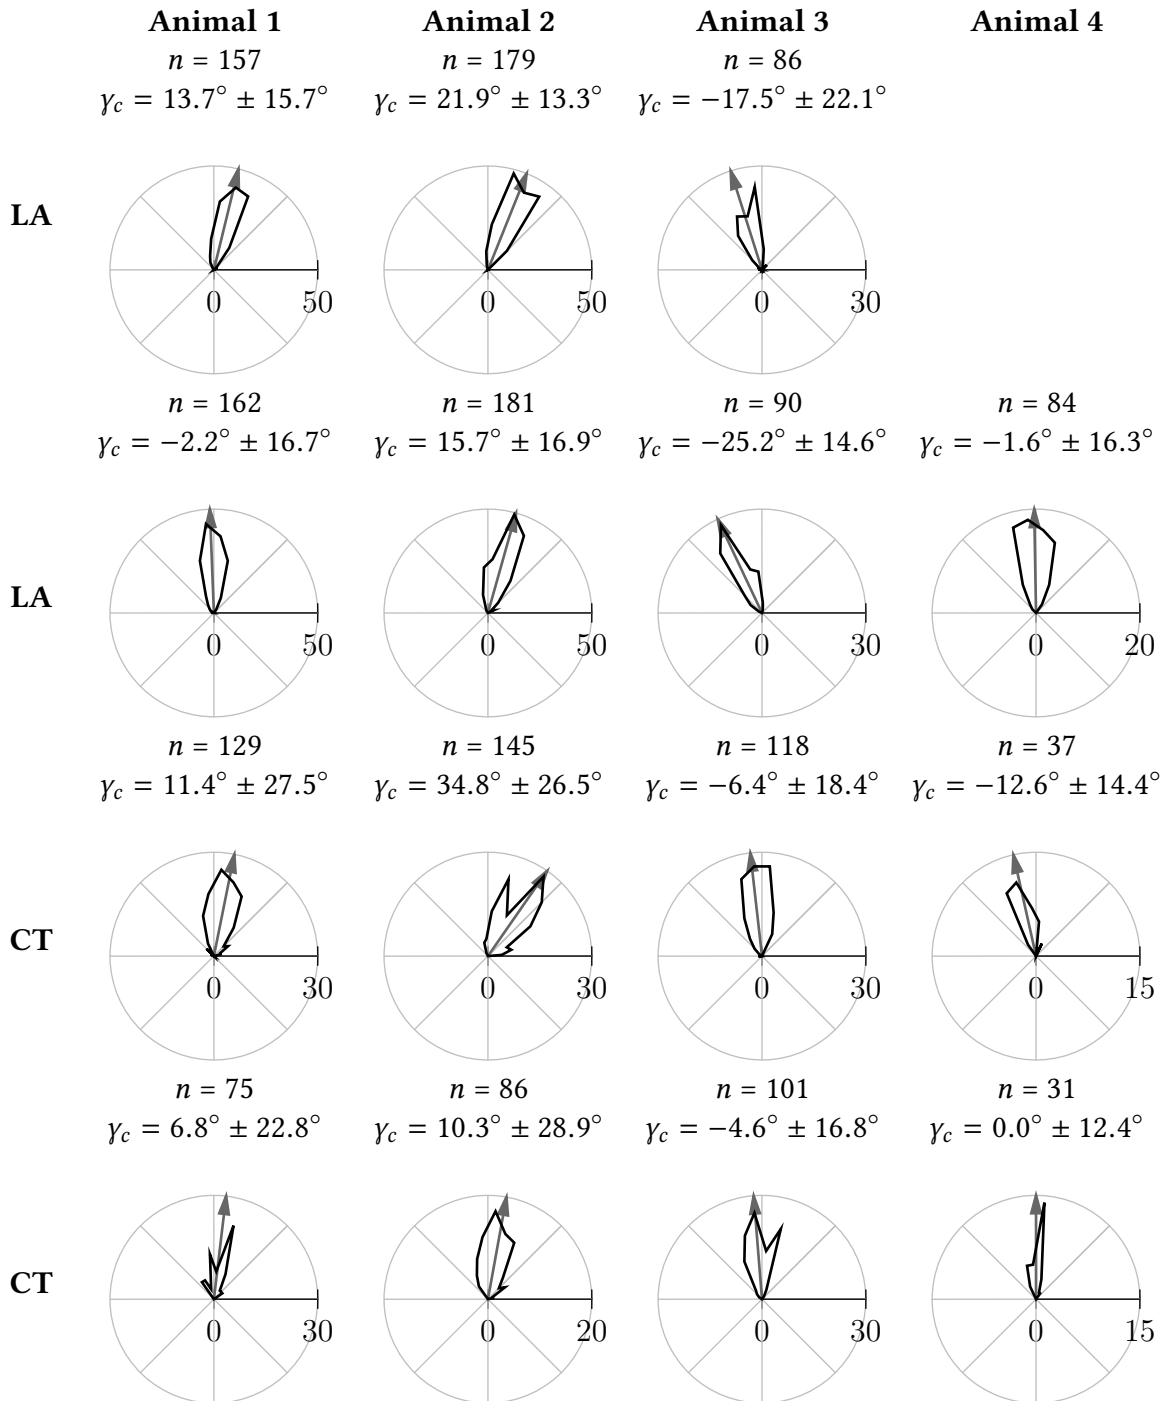 Animal 1 Animal 2 Animal 3 Animal 4
n = 157 n = 179 n = 86
γc = 13.7° ± 15.7° γc = 21.9° ± 13.3° γc = −17.5° ± 22.1°
LA
0 50 0 50 0 30
n = 162 n = 181 n = 90 n = 84
γc = −2.2° ± 16.7° γc = 15.7° ± 16.9° γc = −25.2° ± 14.6° γc = −1.6° ± 16.3°
LA
0 50 0 50 0 30 0 20
n = 129 n = 145 n = 118 n = 37
γc = 11.4° ± 27.5° γc = 34.8° ± 26.5° γc = −6.4° ± 18.4° γc = −12.6° ± 14.4°
CT
0 30 0 30 0 30 0 15
n = 75 n = 86 n = 101 n = 31
γc = 6.8° ± 22.8° γc = 10.3° ± 28.9° γc = −4.6° ± 16.8° γc = 0.0° ± 12.4°
CT
0 30 0 20 0 30 0 15